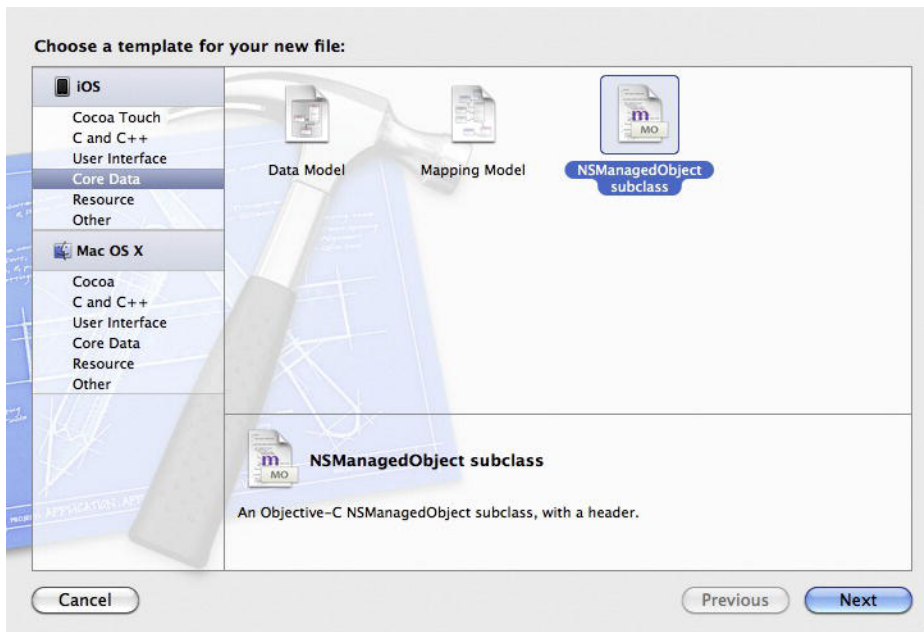 Choose a template for your new file:
iOS
Cocoa Touch
C and C++
User Interface
Core Data
Resource
Other
Mac OS X
Cocoa
C and C++
User Interface
Core Data
Resource
Other
Data Model
Mapping Model
m
MO
NSManagedObject
subclass
m
MO
NSManagedObject subclass
An Objective-C NSManagedObject subclass, with a header.
Cancel
Previous
Next